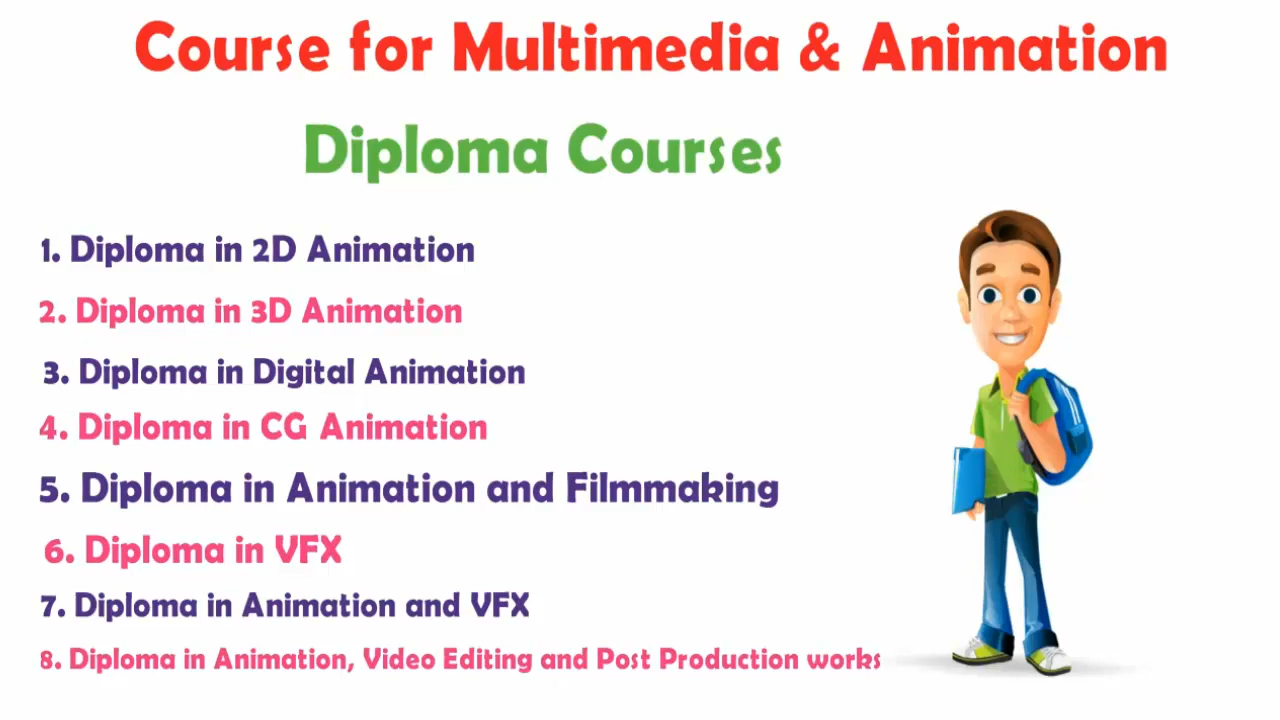 Course for Multimedia & Animation
Diploma Courses
1. Diploma in 2D Animation
2. Diploma in 3D Animation
3. Diploma in Digital Animation
4. Diploma in CG Animation
5. Diploma in Animation and Filmmaking
6. Diploma in VFX
7. Diploma in Animation and VFX
8. Diploma in Animation, Video Editing and Post Production works